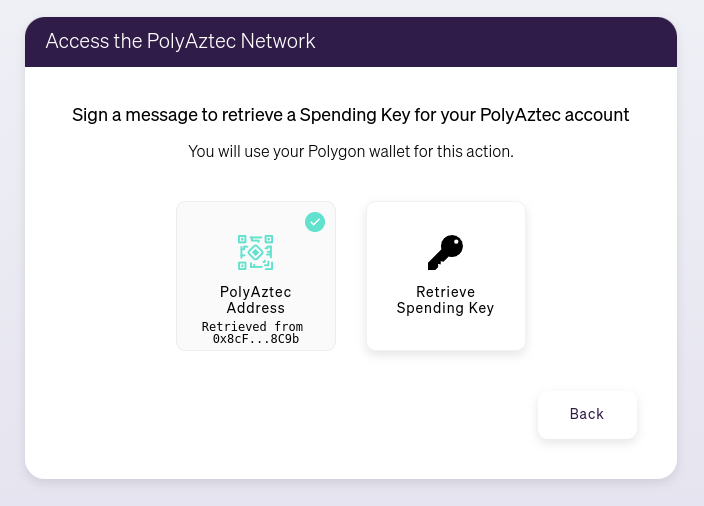 Access the PolyAztec Network
Sign a message to retrieve a Spending Key for your PolyAztec account
You will use your Polygon wallet for this action.
PolyAztec
Address
Retrieved from
0x8cF...8C9b
Retrieve
Spending Key
Back